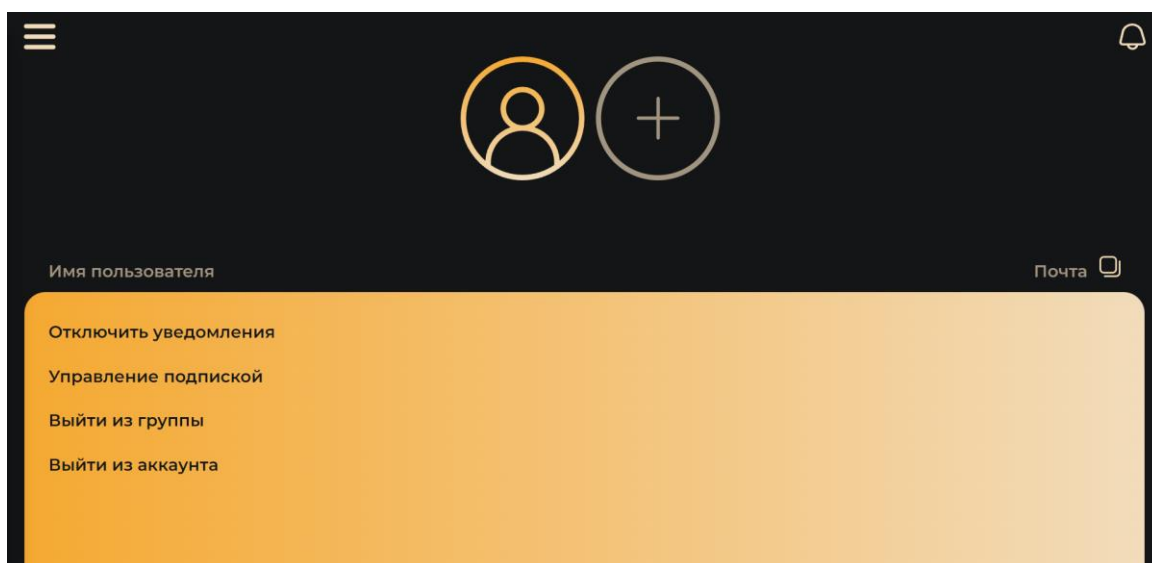 Имя пользователя
Почта
Отключить уведомления
Управление подпиской
Выйти из группы
Выйти из аккаунта